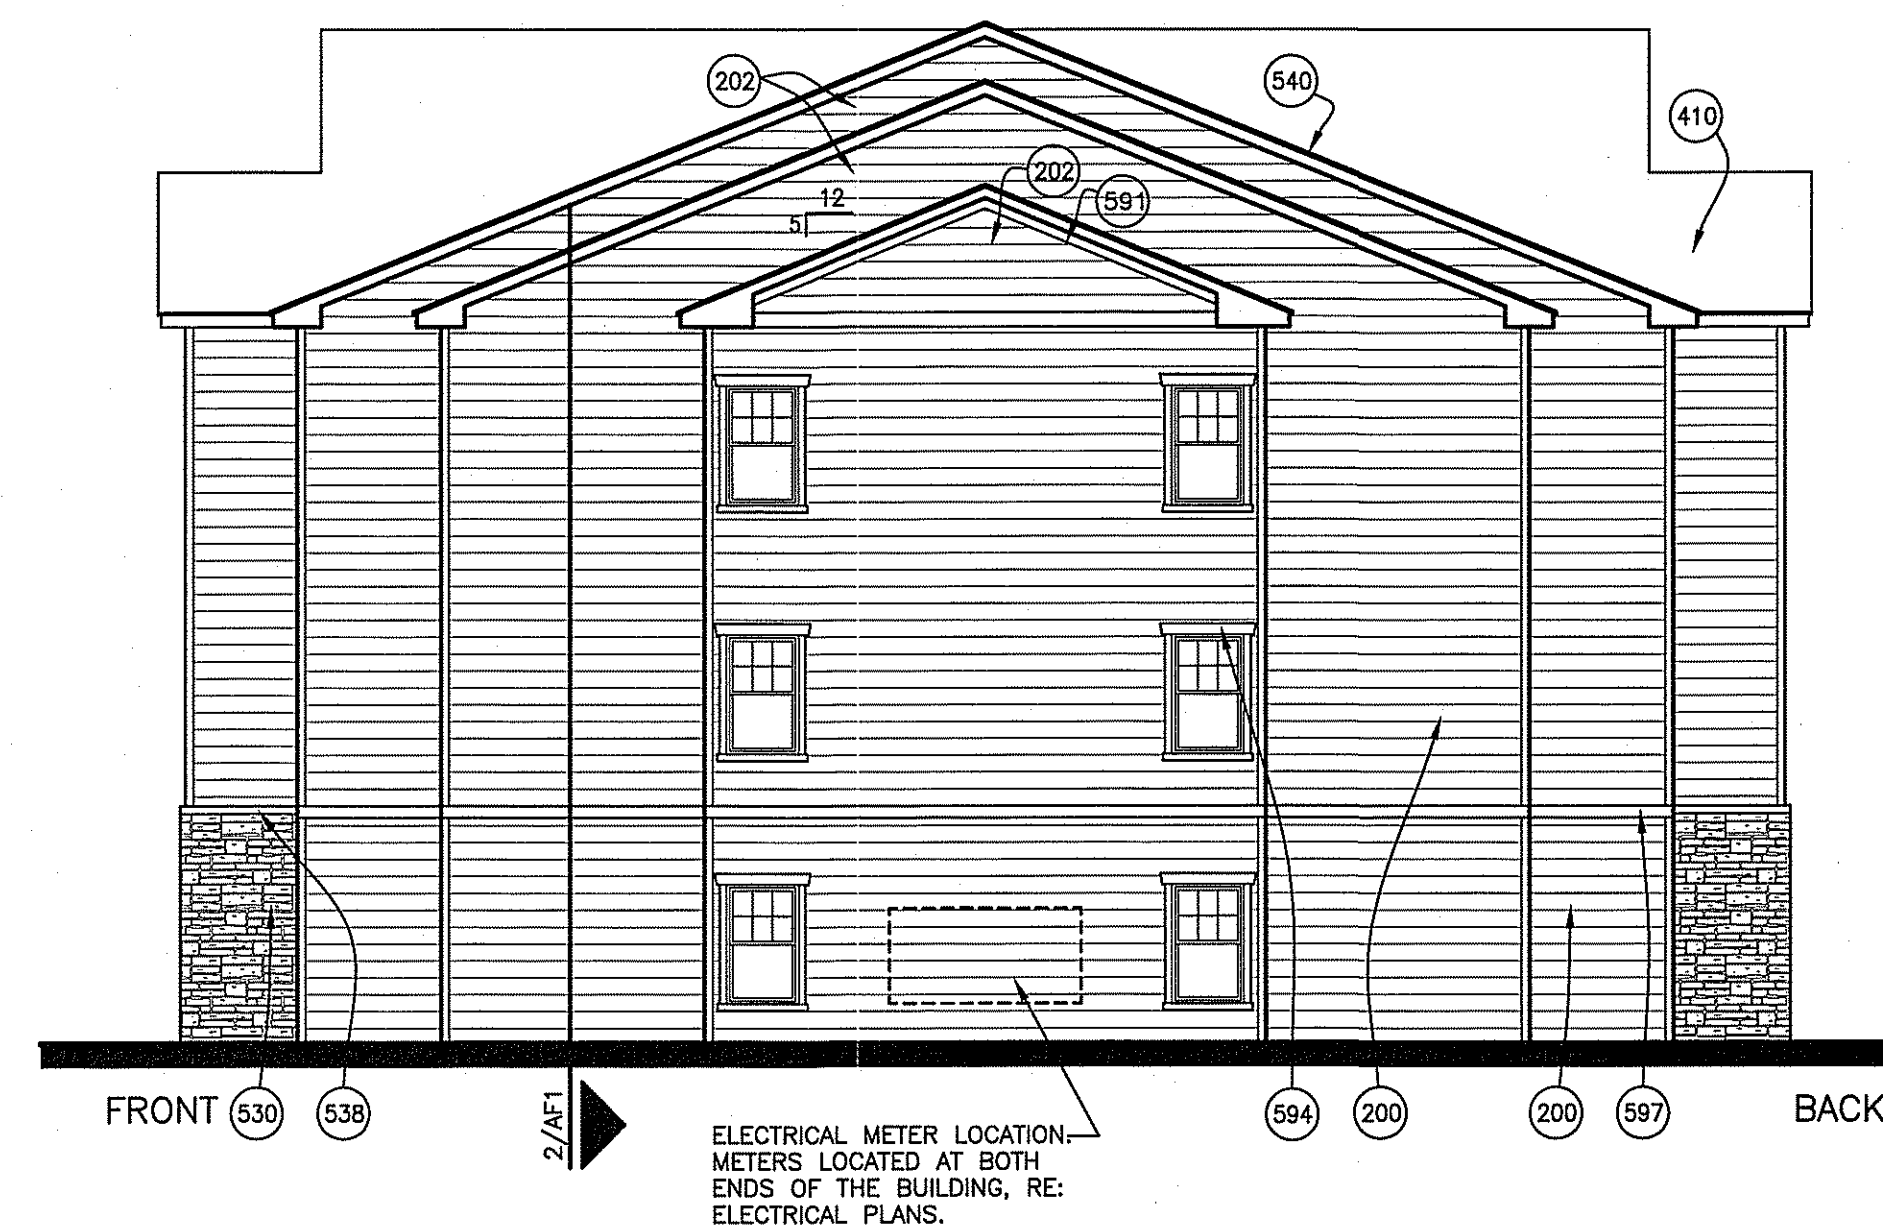 202
540
410
202
591
12
5
FRONT
530
538
2/AF1
594
200
200
597
BACK
ELECTRICAL METER LOCATION.
METERS LOCATED AT BOTH
ENDS OF THE BUILDING, RE:
ELECTRICAL PLANS.